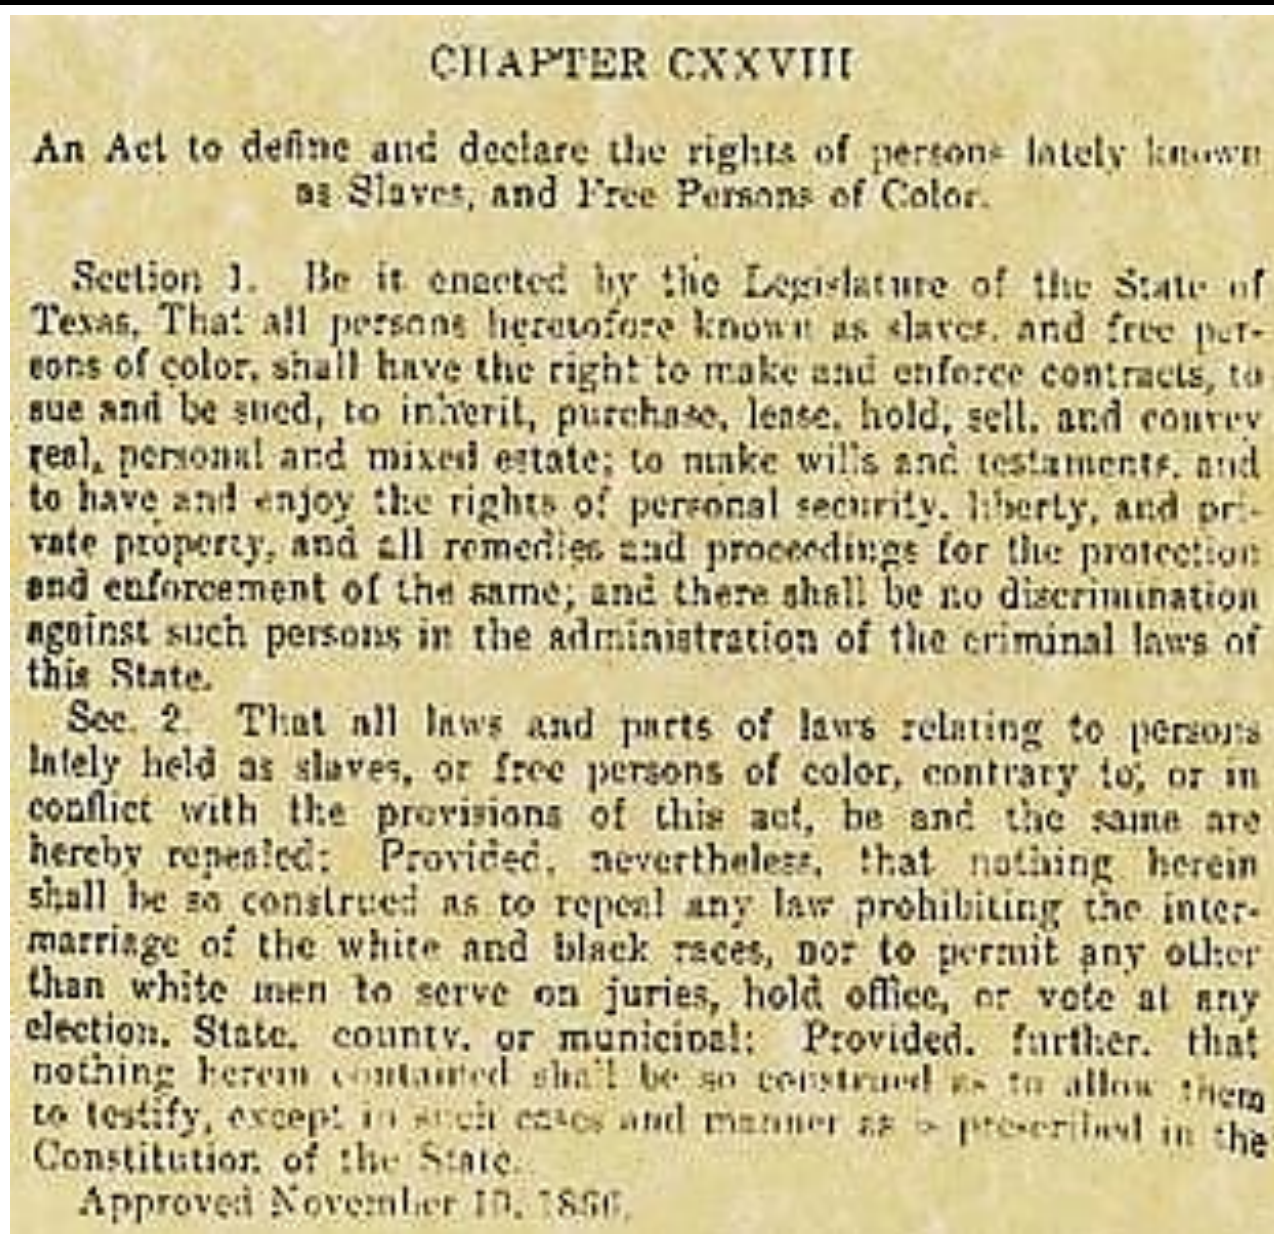 CHAPTER CXXVIII
An Act to define and declare the rights of persons lately known
as Slaves, and Free Persons of Color.
Section 1. Be it enacted by the Legislature of the State of
Texas, That all persons heretofore known as slaves, and free per-
sons of color, shall have the right to make and enforce contracts, to
sue and be sued, to inherit, purchase, lease, hold, sell, and convey
real, personal and mixed estate; to make wills and testaments, and
to have and enjoy the rights of personal security, liberty, and pri-
vate property, and all remedies and proceedings for the protection
and enforcement of the same; and there shall be no discrimination
against such persons in the administration of the criminal laws of
this State.
Sec. 2. That all laws and parts of laws relating to persons
lately held as slaves, or free persons of color, contrary to, or in
conflict with the provisions of this act, be and the same are
hereby repealed: Provided, nevertheless, that nothing herein
shall be so construed as to repeal any law prohibiting the inter-
marriage of the white and black races, nor to permit any other
than white men to serve on juries, hold office, or vote at any
election, State, county, or municipal: Provided, further, that
nothing herein contained shall be so construed as to allow them
to testify, except in such cases and manner as is prescribed in the
Constitution of the State.
Approved November 10, 1866.